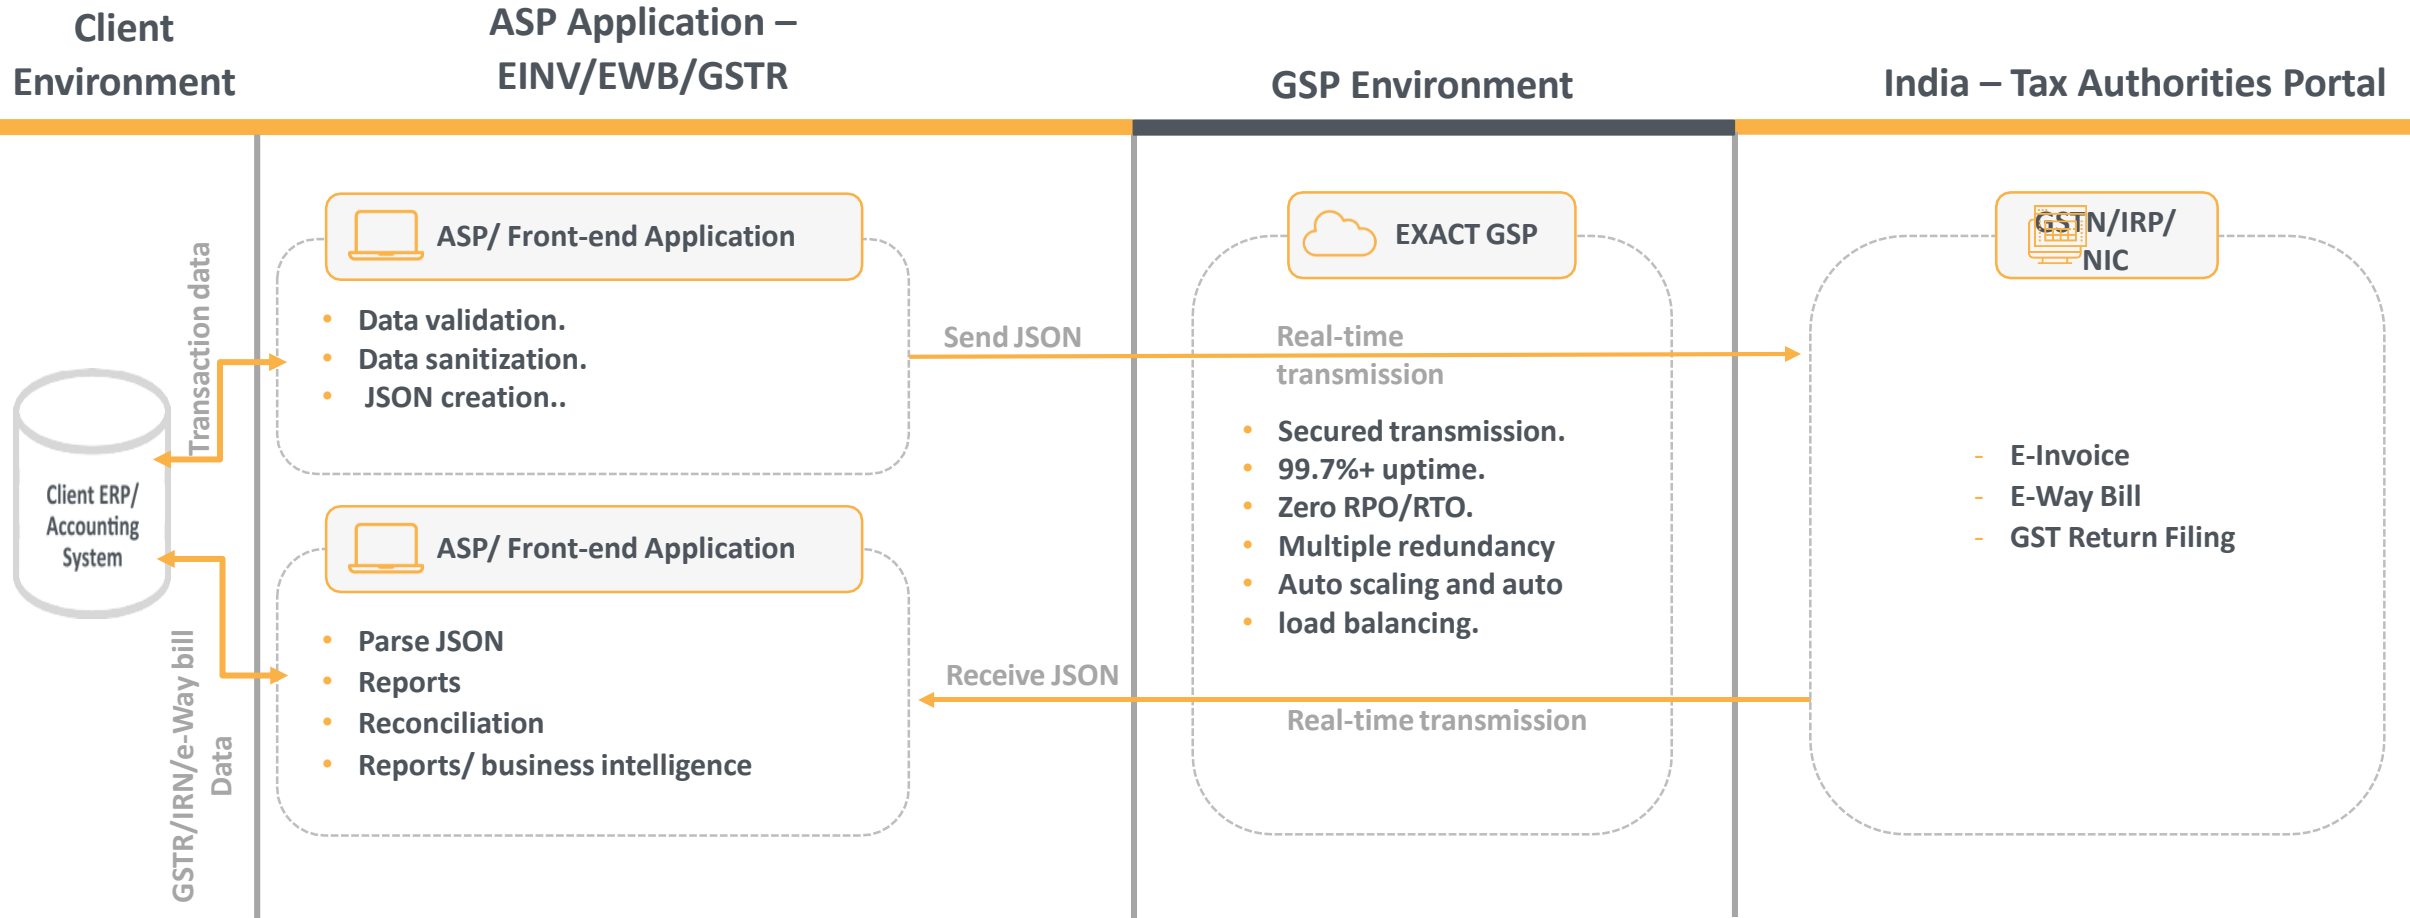 Client
Environment
ASP Application –
EINV/EWB/GSTR
GSP Environment
India – Tax Authorities Portal
Transaction data
Client ERP/
Accounting
System
GSTR/IRN/e-Way bill
Data
ASP/ Front-end Application
• Data validation.
• Data sanitization.
• JSON creation..
ASP/ Front-end Application
• Parse JSON
• Reports
• Reconciliation
• Reports/ business intelligence
Send JSON
Receive JSON
EXACT GSP
Real-time
transmission
• Secured transmission.
• 99.7%+ uptime.
• Zero RPO/RTO.
• Multiple redundancy
• Auto scaling and auto
• load balancing.
Real-time transmission
GSTN/IRP/
NIC
- E-Invoice
- E-Way Bill
- GST Return Filing